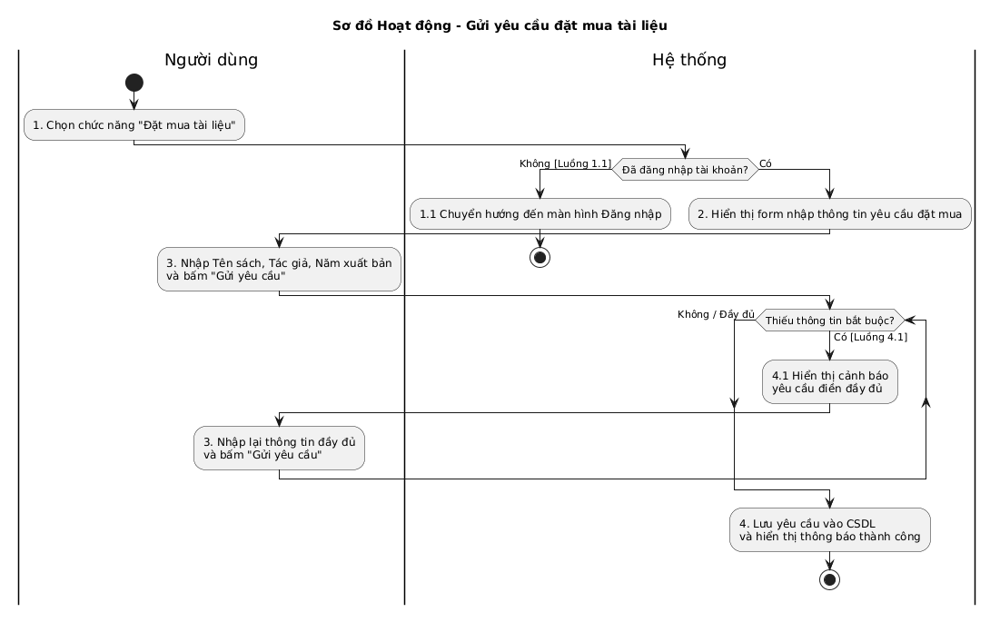 Sơ đồ Hoạt động - Gửi yêu cầu đặt mua tài liệu
Người dùng
Hệ thống
1. Chọn chức năng "Đặt mua tài liệu"
Không [Luồng 1.1]
Đã đăng nhập tài khoản?
Có
1.1 Chuyển hướng đến màn hình Đăng nhập
2. Hiển thị form nhập thông tin yêu cầu đặt mua
3. Nhập Tên sách, Tác giả, Năm xuất bản
và bấm "Gửi yêu cầu"
Không / Đầy đủ
Thiếu thông tin bắt buộc?
Có [Luồng 4.1]
4.1 Hiển thị cảnh báo
yêu cầu điền đầy đủ
3. Nhập lại thông tin đầy đủ
và bấm "Gửi yêu cầu"
4. Lưu yêu cầu vào CSDL
và hiển thị thông báo thành công